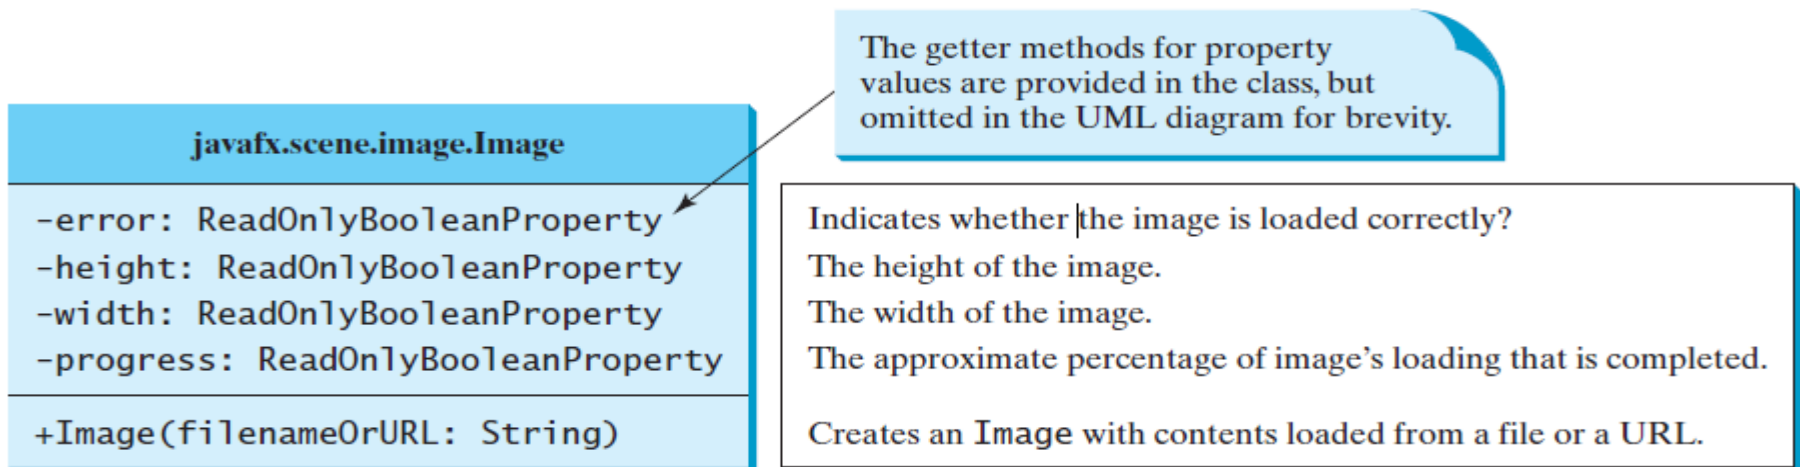 The getter methods for property
values are provided in the class, but
omitted in the UML diagram for brevity.
javafx.scene.image.Image
-error: ReadOnlyBooleanProperty
Indicates whether the image is loaded correctly?
-height: ReadOnlyBooleanProperty
The height of the image.
-width: ReadOnlyBooleanProperty
The width of the image.
-progress: ReadOnlyBooleanProperty
The approximate percentage of image's loading that is completed.
+Image(filenameOrURL: String)
Creates an Image with contents loaded from a file or a URL.